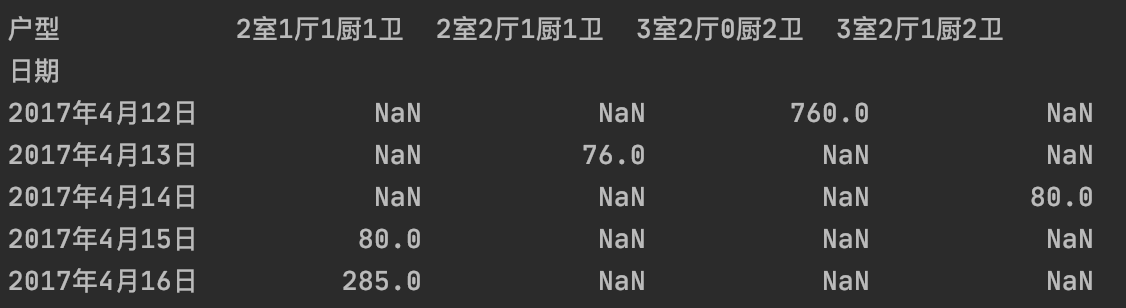 户型 2室1厅1厨1卫 2室2厅1厨1卫 3室2厅0厨2卫 3室2厅1厨2卫
日期
2017年4月12日 NaN NaN 760.0 NaN
2017年4月13日 NaN 76.0 NaN NaN
2017年4月14日 NaN NaN NaN 80.0
2017年4月15日 80.0 NaN NaN NaN
2017年4月16日 285.0 NaN NaN NaN